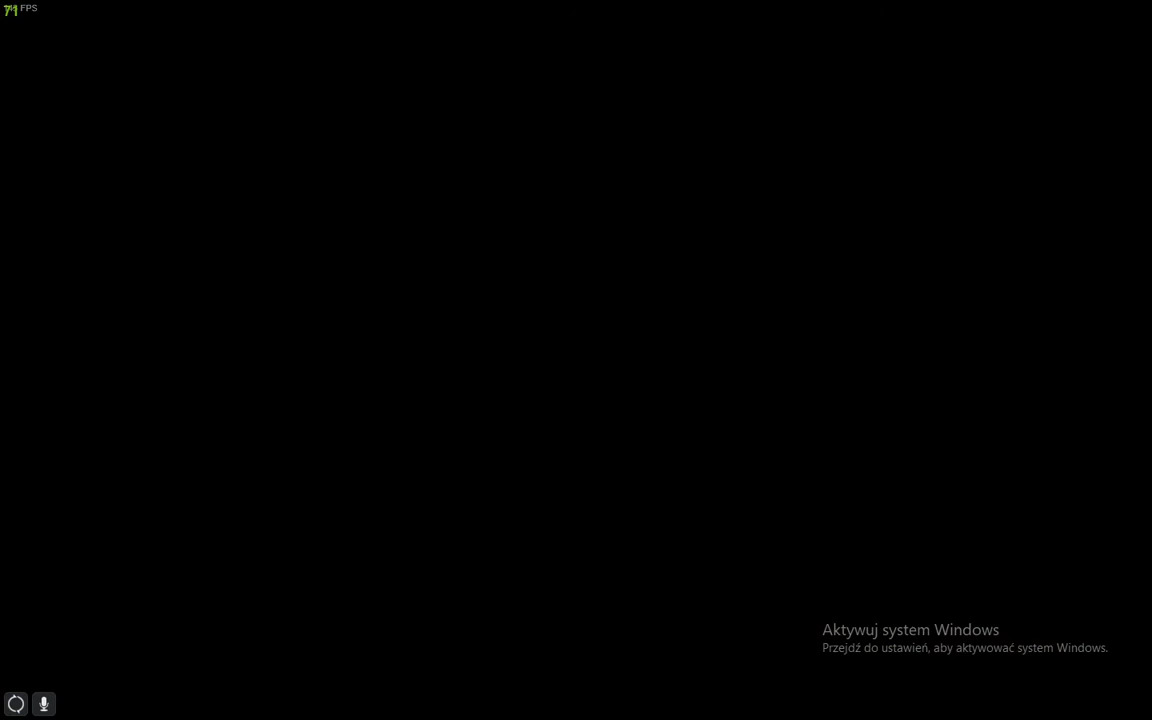 71 FPS
Aktywuj system Windows
Przejdź do ustawień, aby aktywować system Windows.